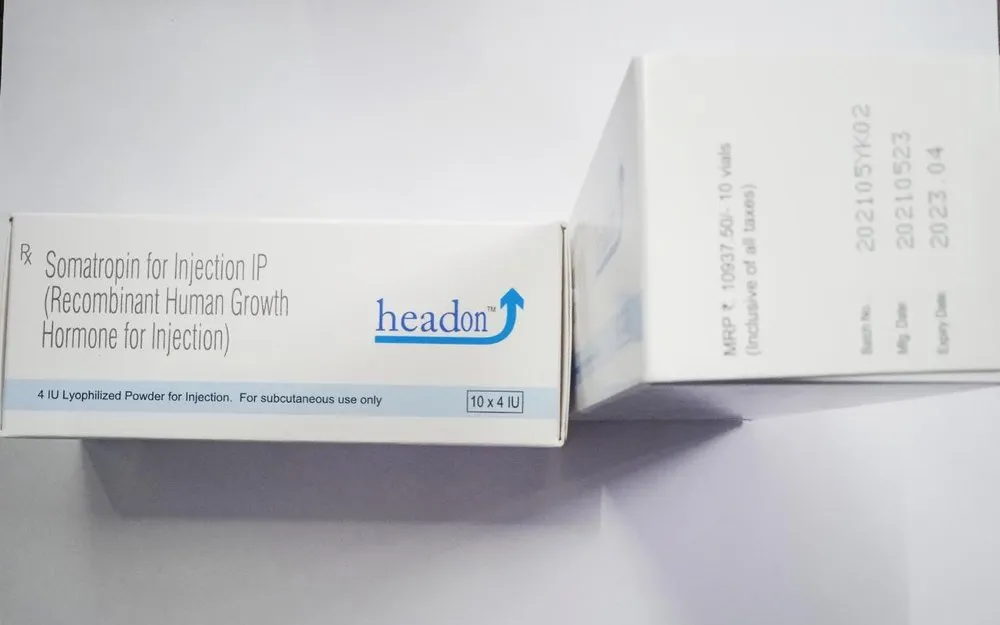 Rx
Somatropin for Injection IP
(Recombinant Human Growth
Hormone for Injection)
headon™
4 IU Lyophilized Powder for Injection. For subcutaneous use only
10 x 4 IU
MRP ₹. 10937.50/- 10 vials
(Inclusive of all taxes)
Batch No. 202105YK02
Mfg. Date: 20210523
Expiry Date: 2023.04